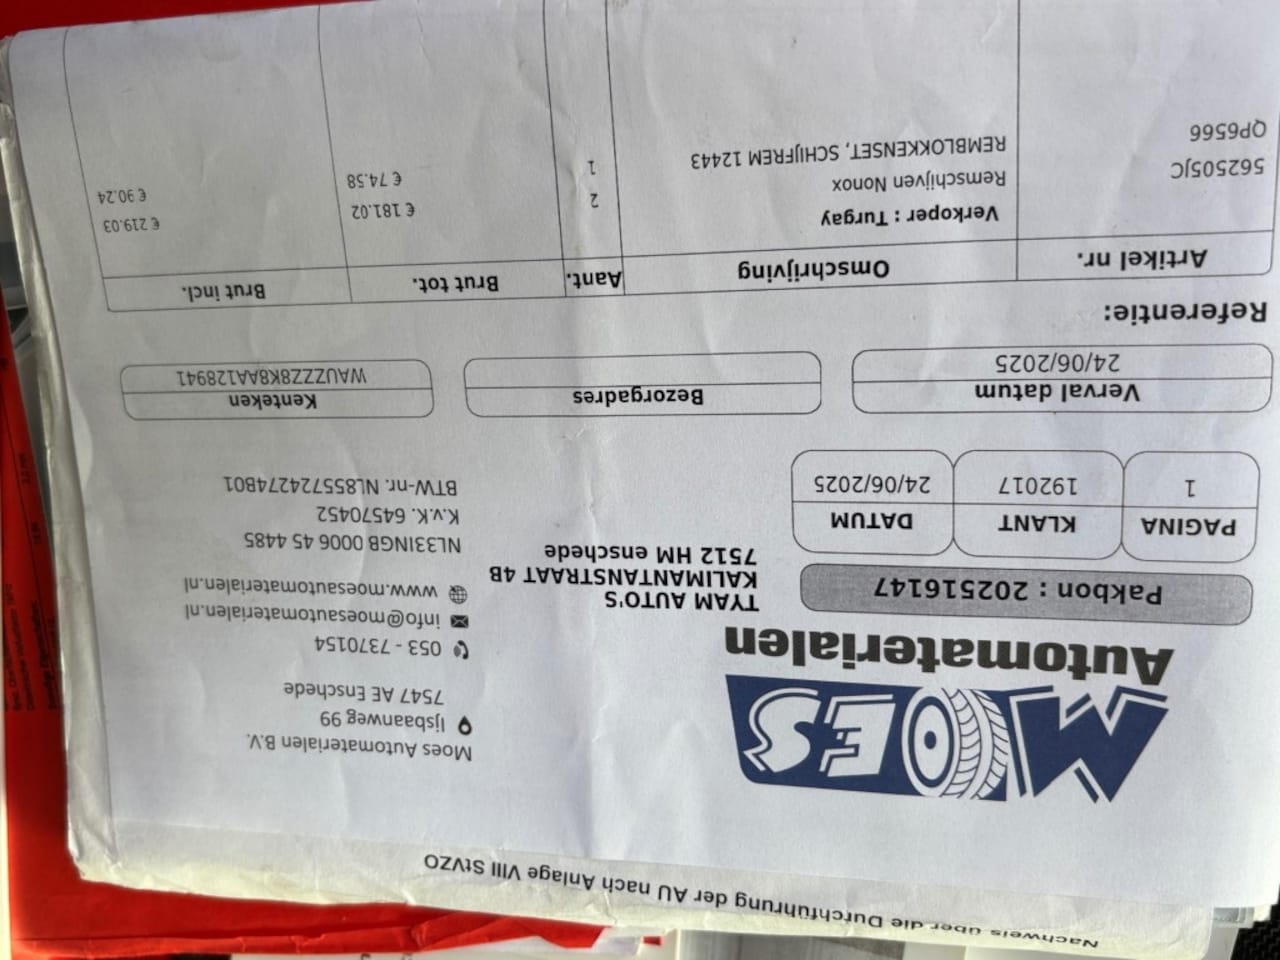 Nachweis über die Durchführung der AU nach Anlage VIII StVZO
MOES
Automaterialen
Moes Automaterialen B.V.
Ijsbaanweg 99
7547 AE Enschede
053 - 7370154
info@moesautomaterialen.nl
www.moesautomaterialen.nl
NL33INGB 0006 45 4485
K.v.K. 64570452
BTW-nr. NL855724274B01
Pakbon : 202516147
TYAM AUTO'S
KALIMANTANSTRAAT 4B
7512 HM enschede
PAGINA KLANT DATUM
1 192017 24/06/2025
Verval datum Bezorgadres Kenteken
24/06/2025 WAUZZZ8K8AA128941
Referentie:
Artikel nr. Omschrijving Aant. Brut tot. Brut incl.
Verkoper : Turgay
562505JC Remschijven Nonox 2 € 181.02 € 219.03
QP6566 REMBLOKKENSET, SCHIJFREM 12443 1 € 74.58 € 90.24